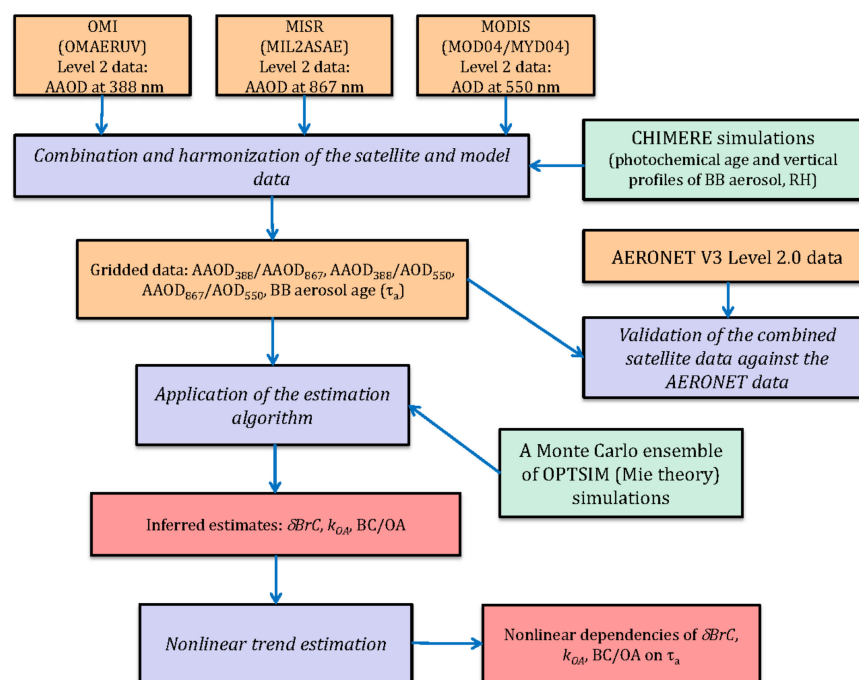 OMI
(OMAERUV)
Level 2 data:
AAOD at 388 nm
MISR
(MIL2ASAE)
Level 2 data:
AAOD at 867 nm
MODIS
(MOD04/MYD04)
Level 2 data:
AOD at 550 nm
Combination and harmonization of the satellite and model
data
CHIMERE simulations
(photochemical age and vertical
profiles of BB aerosol, RH)
Gridded data: AAOD₃₈₈/AAOD₈₆₇, AAOD₃₈₈/AOD₅₅₀,
AAOD₈₆₇/AOD₅₅₀, BB aerosol age (τₐ)
AERONET V3 Level 2.0 data
Validation of the combined
satellite data against the
AERONET data
Application of the estimation
algorithm
A Monte Carlo ensemble
of OPTSIM (Mie theory)
simulations
Inferred estimates: δBrC, k_OA, BC/OA
Nonlinear trend estimation
Nonlinear dependencies of δBrC,
k_OA, BC/OA on τₐ